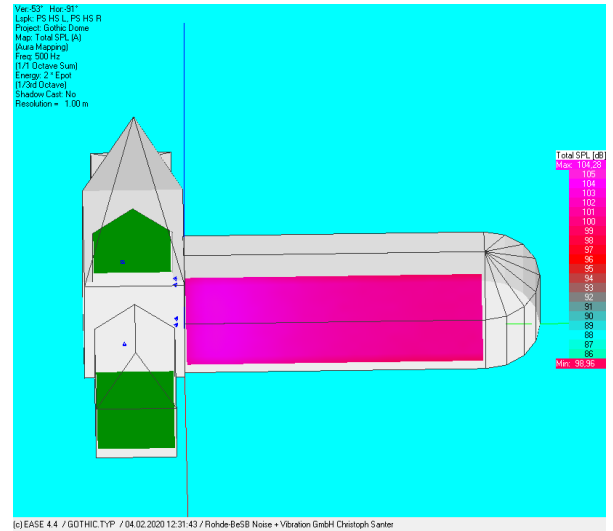 Ver:-53° Hor:-91°
Lspk: PS HS L, PS HS R
Project: Gothic Dome
Map: Total SPL (A)
(Aura Mapping)
Freq: 500 Hz
(1/1 Octave Sum)
Energy: 2 * Epot
(1/3rd Octave)
Shadow Cast: No
Resolution = 1.00 m
Total SPL [dB]
Max: 104,28
105
104
103
102
101
100
99
98
97
96
95
94
93
92
91
90
89
88
87
86
Min: 98,96
(c) EASE 4.4 / GOTHIC.TYP / 04.02.2020 12:31:43 / Rohde-BeSB Noise + Vibration GmbH Christoph Santer